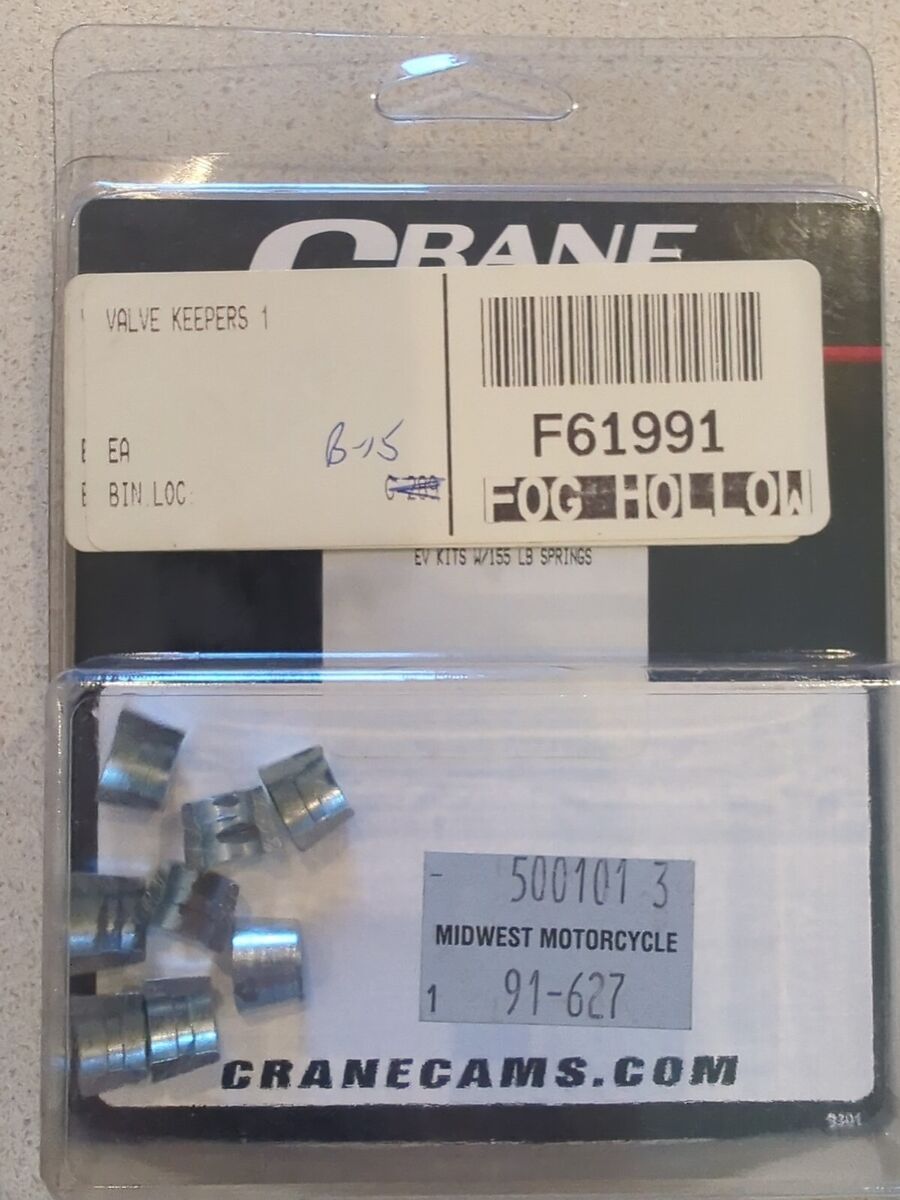 CRANE
VALVE KEEPERS 1
EA
B-15
BIN LOC:
F61991
FOG HOLLOW
EV KITS W/155 LB SPRINGS
- 500101 3
MIDWEST MOTORCYCLE
1 91-627
CRANECAMS.COM
9301